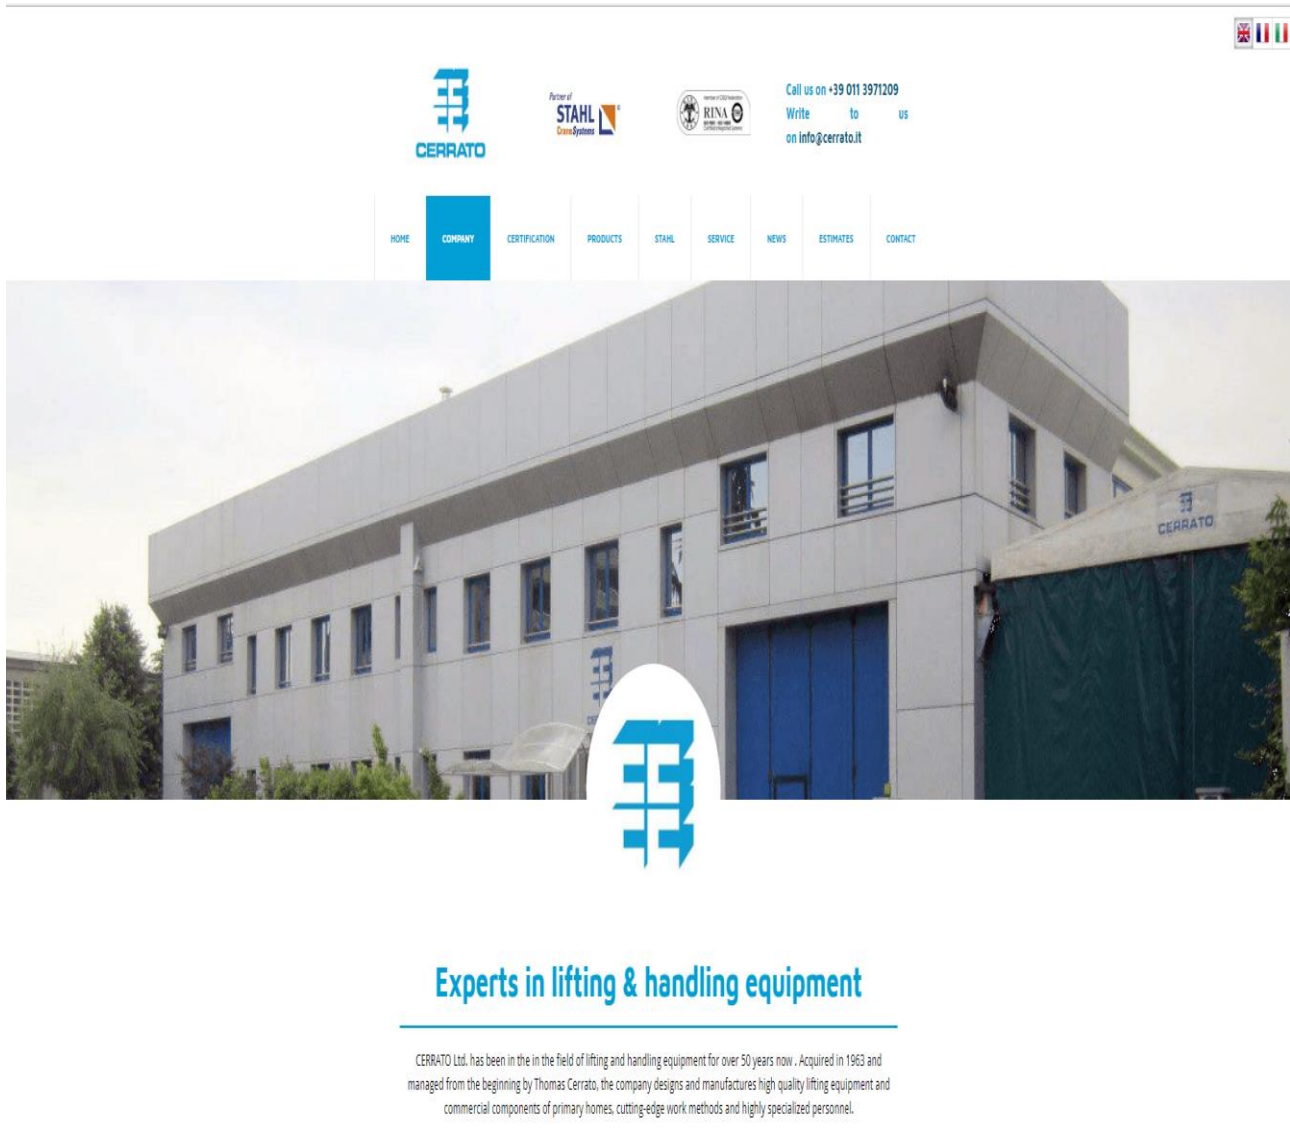 CERRATO
Partner of
STAHL
CraneSystems
RINA
Call us on +39 011 3971209
Write to us
on info@cerrato.it
HOME COMPANY CERTIFICATION PRODUCTS STAHL SERVICE NEWS ESTIMATES CONTACT
CERRATO
Experts in lifting & handling equipment
CERRATO Ltd. has been in the in the field of lifting and handling equipment for over 50 years now . Acquired in 1963 and
managed from the beginning by Thomas Cerrato, the company designs and manufactures high quality lifting equipment and
commercial components of primary homes, cutting-edge work methods and highly specialized personnel.